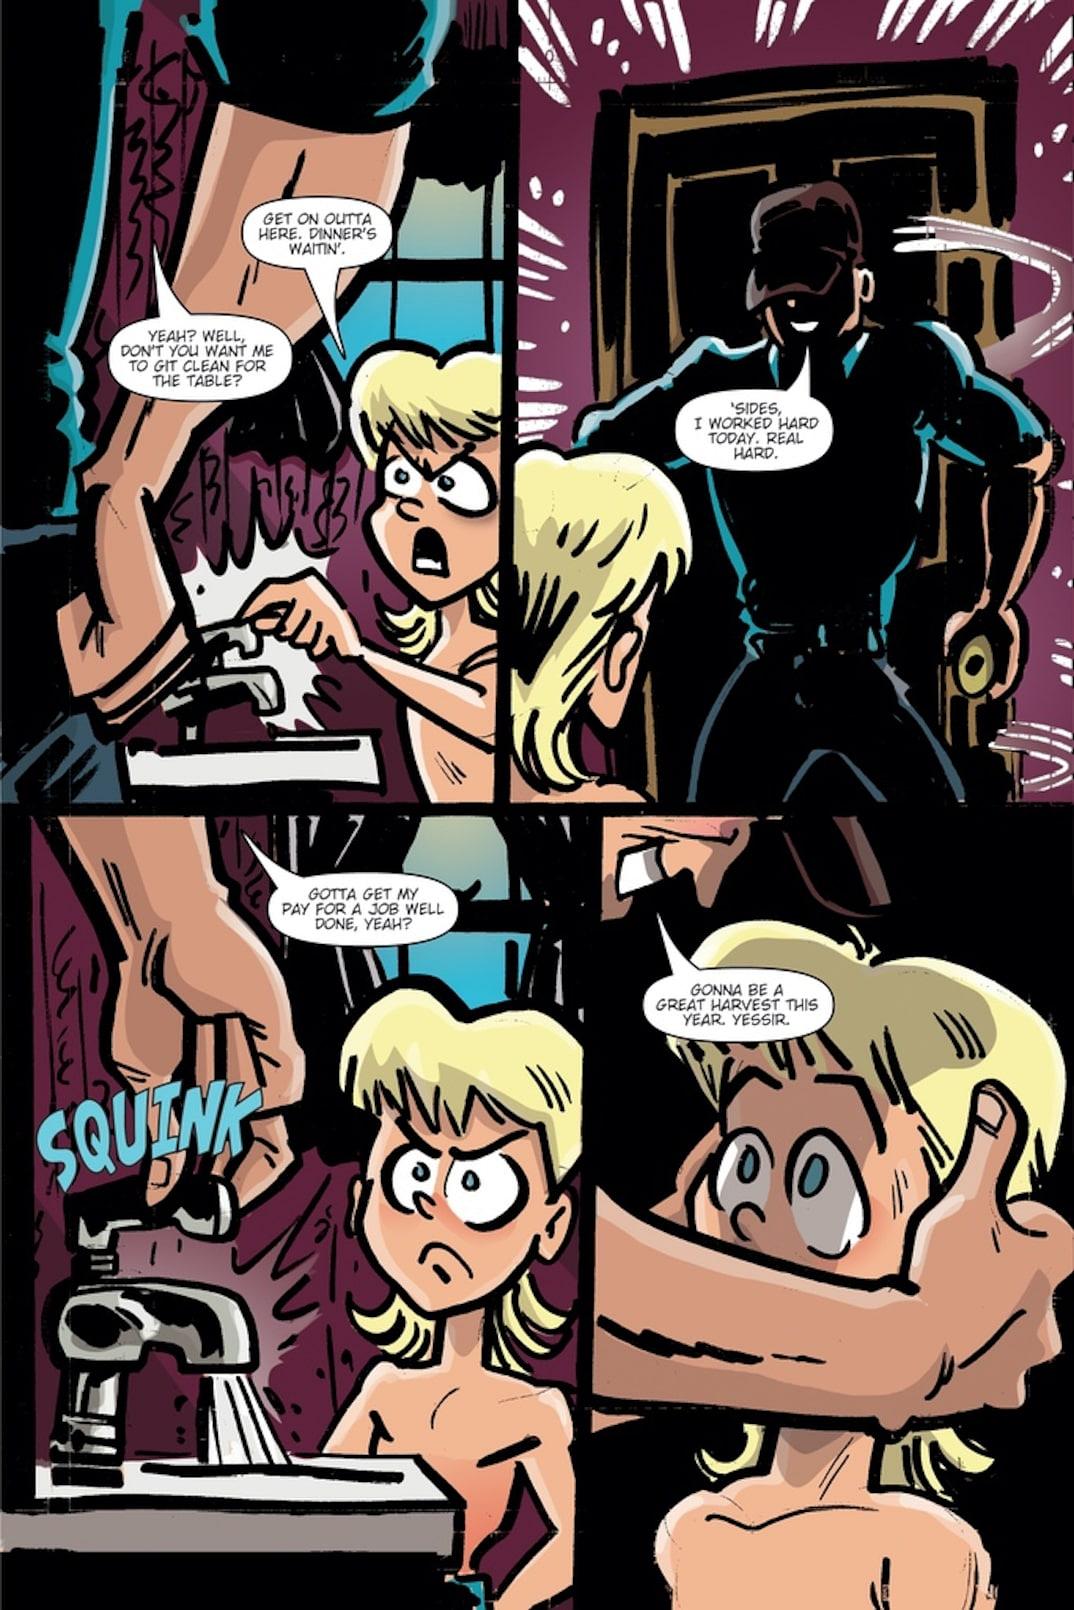 GET ON OUTTA
HERE. DINNER'S
WAITIN'.
YEAH? WELL,
DON'T YOU WANT ME
TO GIT CLEAN FOR
THE TABLE?
'SIDES,
I WORKED HARD
TODAY. REAL
HARD.
GOTTA GET MY
PAY FOR A JOB WELL
DONE, YEAH?
SQUINK
GONNA BE A
GREAT HARVEST THIS
YEAR. YESSIR.